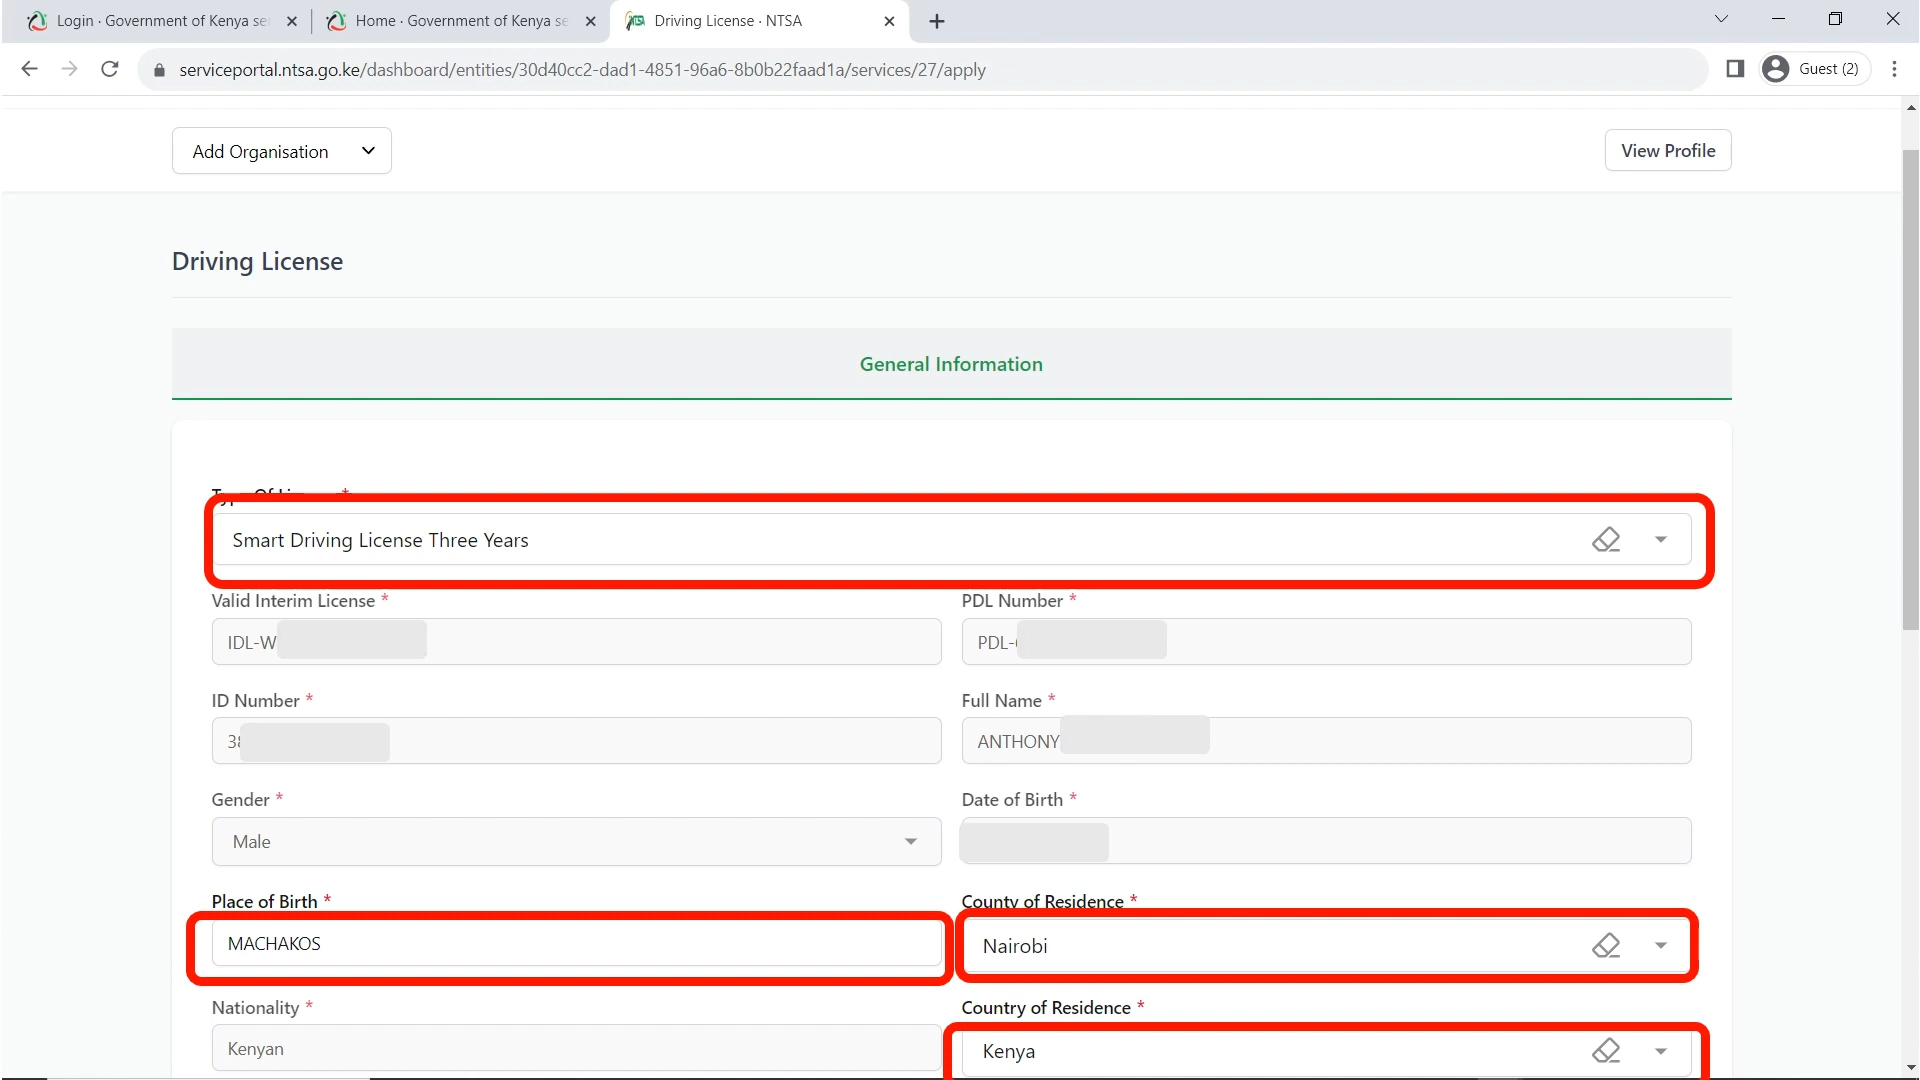 Login · Government of Kenya se
Home · Government of Kenya se
Driving License · NTSA
serviceportal.ntsa.go.ke/dashboard/entities/30d40cc2-dad1-4851-96a6-8b0b22faad1a/services/27/apply
Guest (2)
Add Organisation
View Profile
Driving License
General Information
Smart Driving License Three Years
Valid Interim License *
PDL Number *
IDL-W
PDL-
ID Number *
Full Name *
38
ANTHONY
Gender *
Date of Birth *
Male
Place of Birth *
County of Residence *
MACHAKOS
Nairobi
Nationality *
Country of Residence *
Kenyan
Kenya